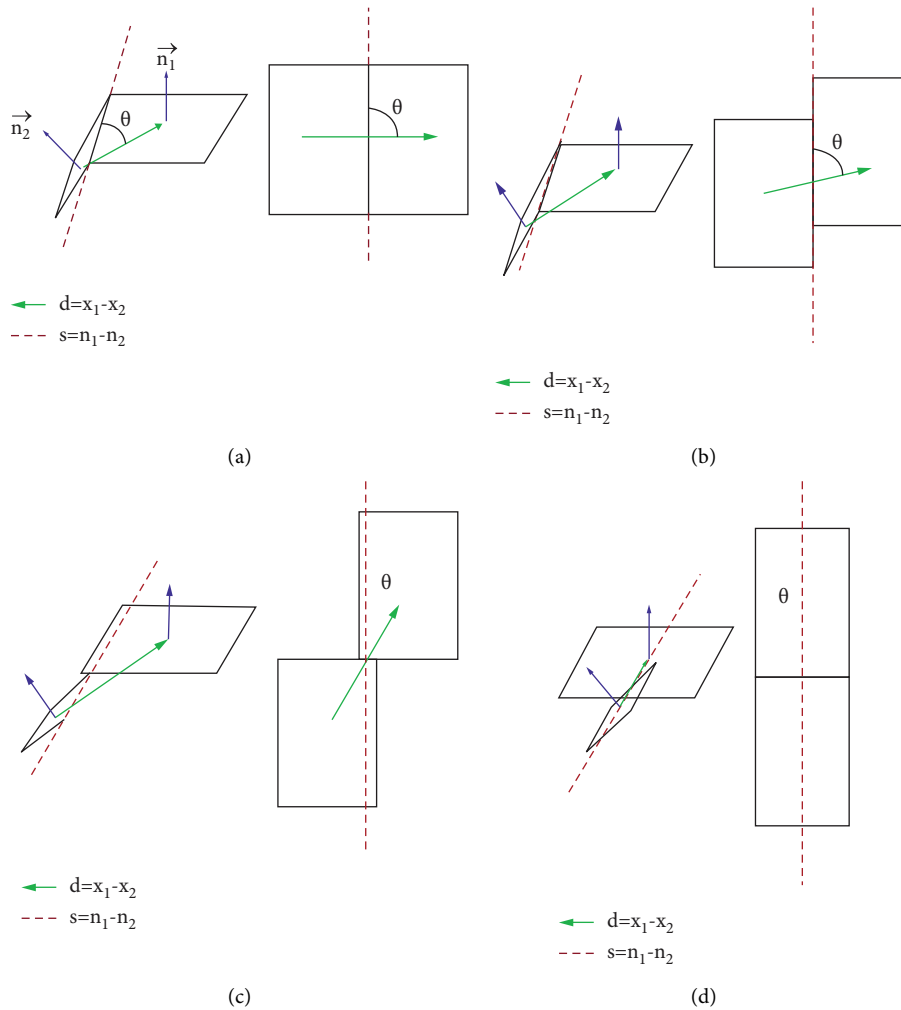 n₁
n₂
θ
θ
d=x₁-x₂
s=n₁-n₂
(a)
θ
d=x₁-x₂
s=n₁-n₂
(b)
θ
d=x₁-x₂
s=n₁-n₂
(c)
θ
d=x₁-x₂
s=n₁-n₂
(d)